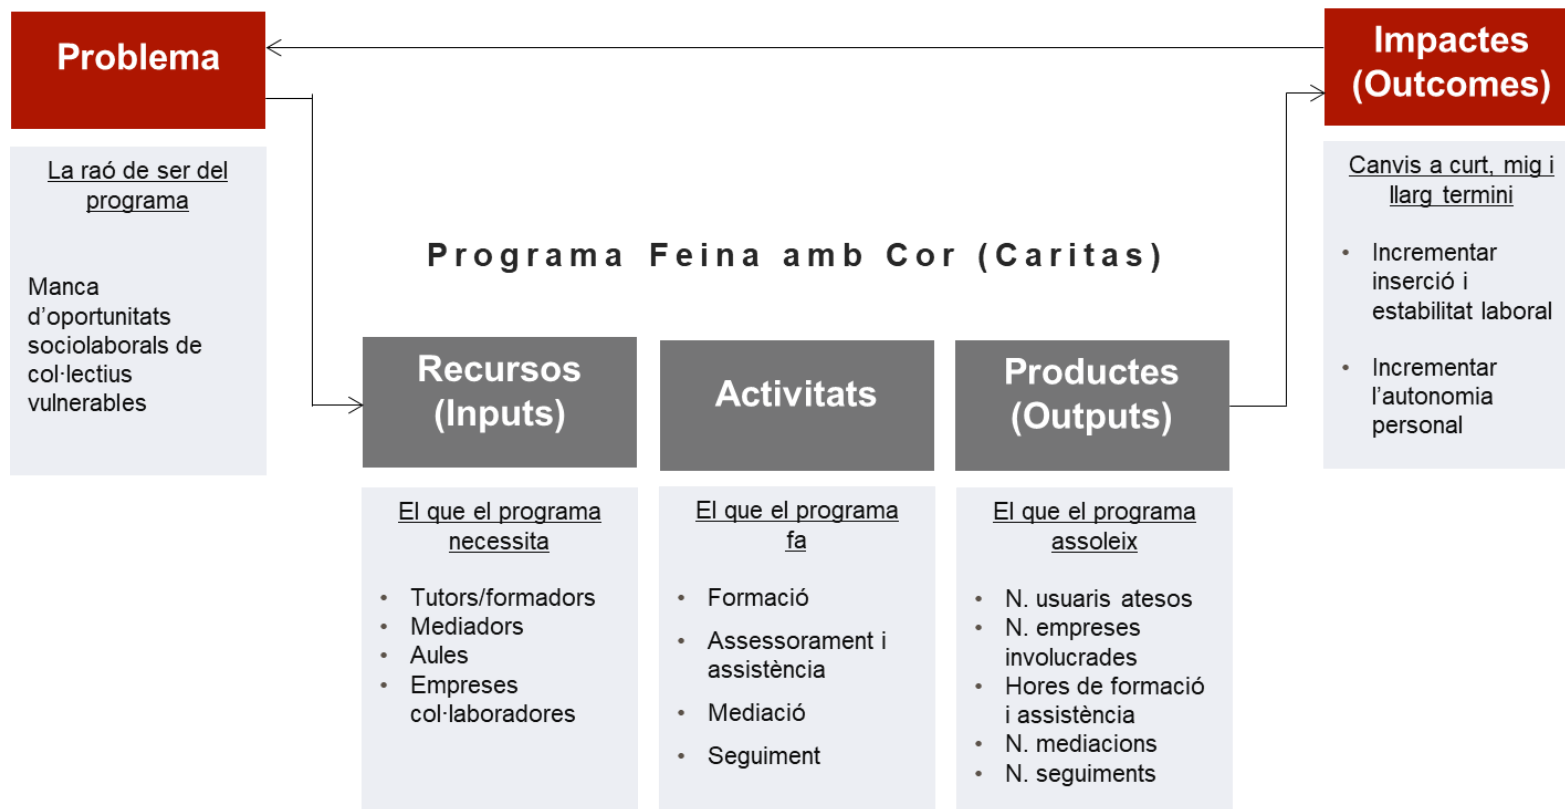 Problema
La raó de ser del
programa
Manca
d'oportunitats
sociolaborals de
col·lectius
vulnerables
Programa Feina amb Cor (Caritas)
Recursos
(Inputs)
El que el programa
necessita
• Tutors/formadors
• Mediadors
• Aules
• Empreses
col·laboradores
Activitats
El que el programa
fa
• Formació
• Assessorament i
assistència
• Mediació
• Seguiment
Productes
(Outputs)
El que el programa
assoleix
• N. usuaris atesos
• N. empreses
involucrades
• Hores de formació
i assistència
• N. mediacions
• N. seguiments
Impactes
(Outcomes)
Canvis a curt, mig i
llarg termini
• Incrementar
inserció i
estabilitat laboral
• Incrementar
l'autonomia
personal